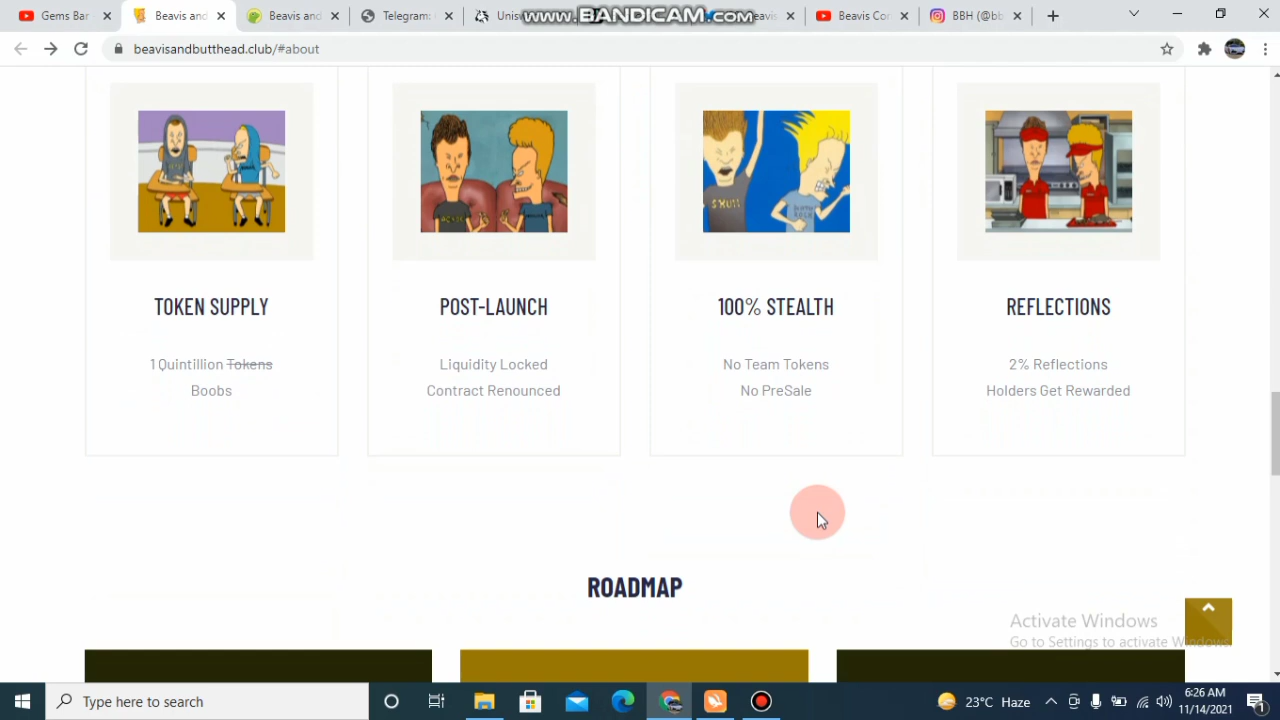 Gems Bar
Beavis and
Beavis and
Telegram:
Unis
www.BANDICAM.com
Beavis Co
BBH (@b
beavisandbutthead.club/#about
TOKEN SUPPLY
POST-LAUNCH
100% STEALTH
REFLECTIONS
1 Quintillion Tokens
Liquidity Locked
No Team Tokens
2% Reflections
Boobs
Contract Renounced
No PreSale
Holders Get Rewarded
ROADMAP
Activate Windows
Go to Settings to activate Windows.
Type here to search
23°C Haze
6:26 AM
11/14/2021
1